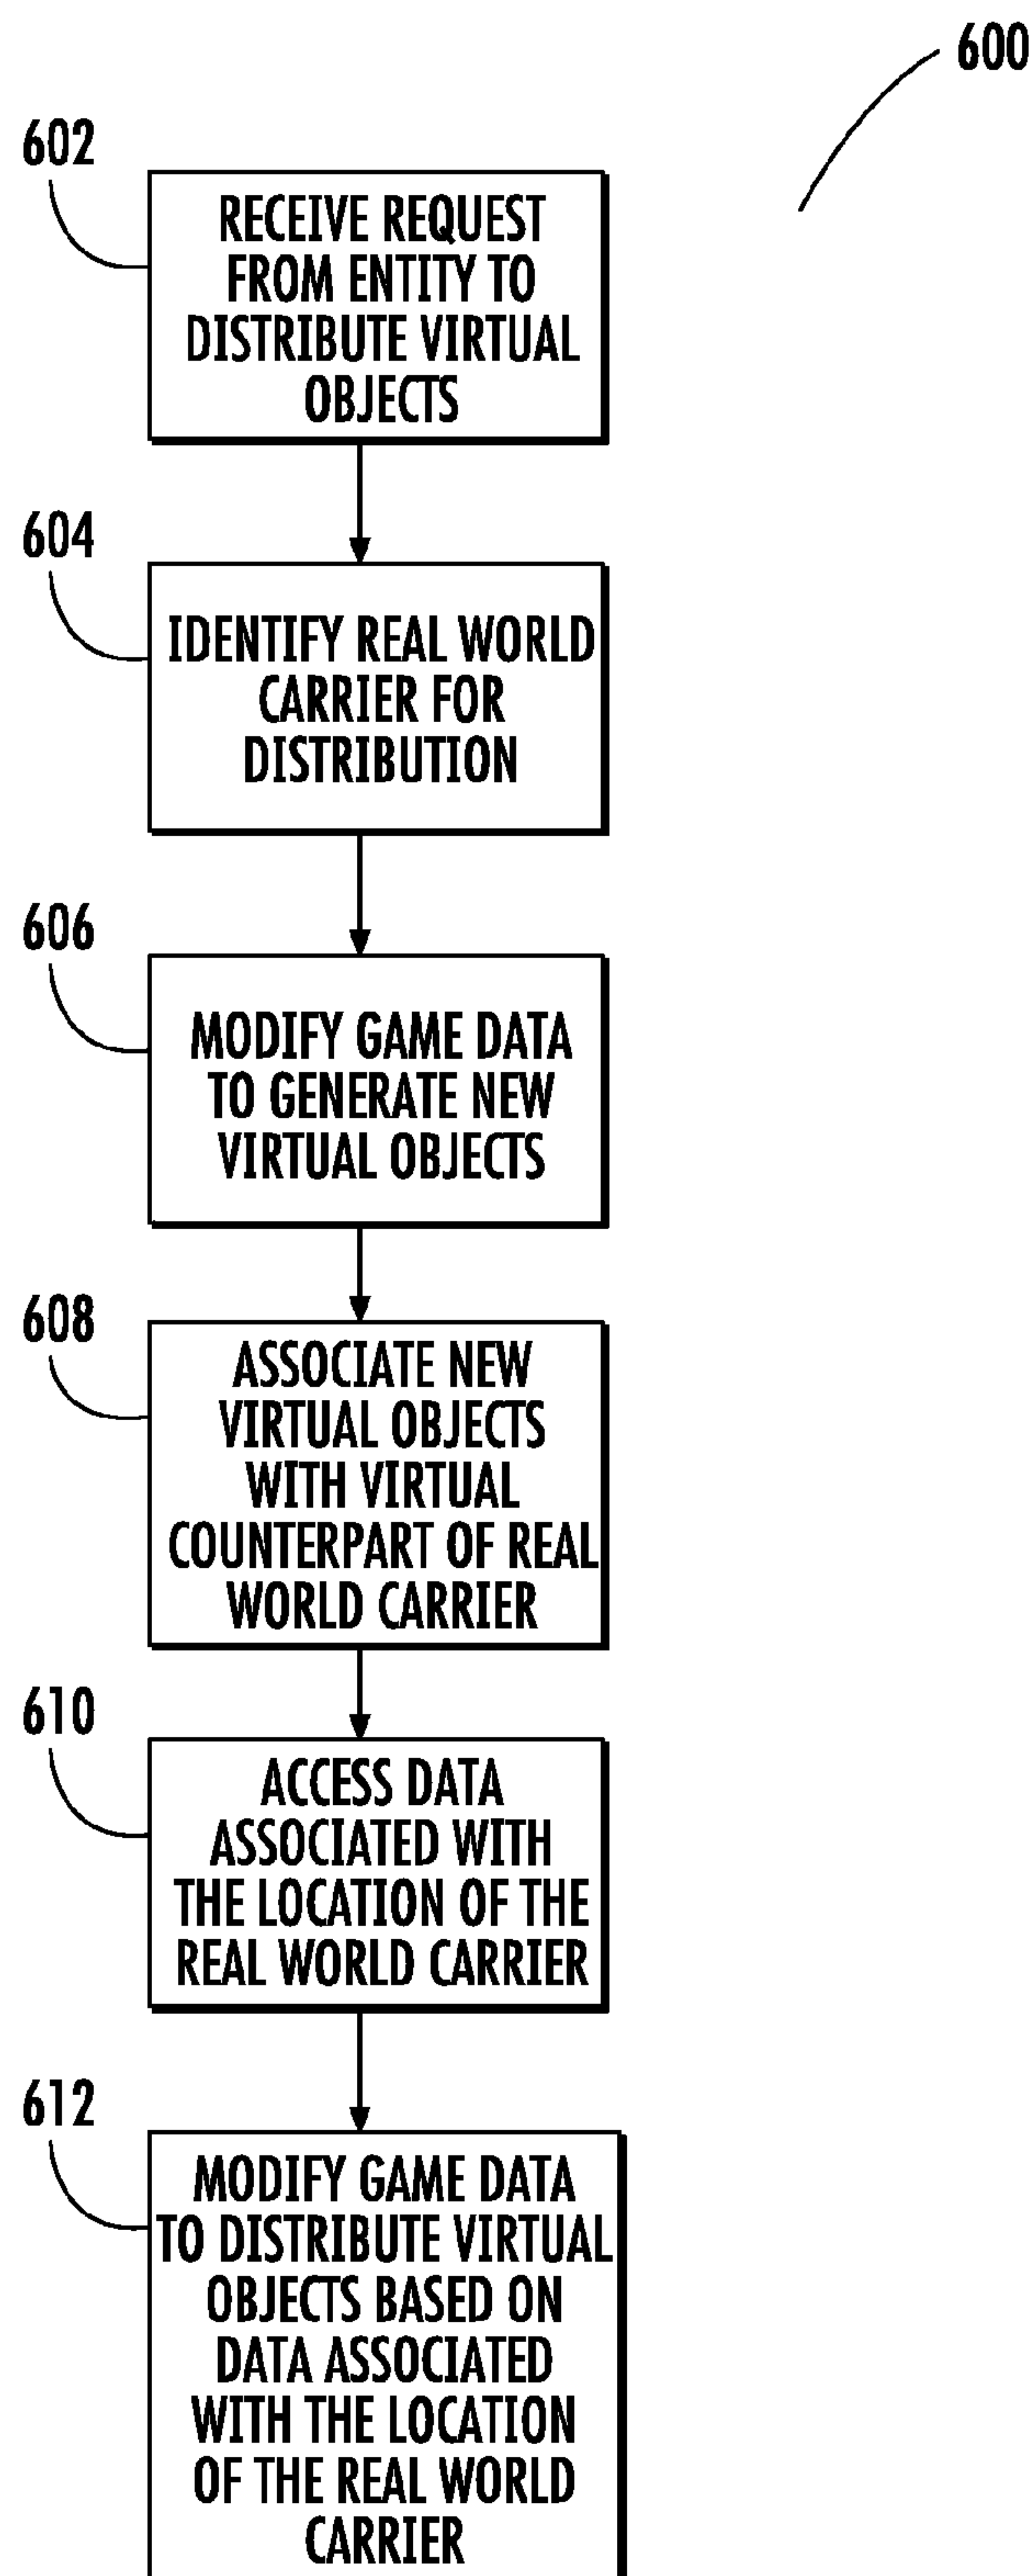 600
602
RECEIVE REQUEST
FROM ENTITY TO
DISTRIBUTE VIRTUAL
OBJECTS
604
IDENTIFY REAL WORLD
CARRIER FOR
DISTRIBUTION
606
MODIFY GAME DATA
TO GENERATE NEW
VIRTUAL OBJECTS
608
ASSOCIATE NEW
VIRTUAL OBJECTS
WITH VIRTUAL
COUNTERPART OF REAL
WORLD CARRIER
610
ACCESS DATA
ASSOCIATED WITH
THE LOCATION OF THE
REAL WORLD CARRIER
612
MODIFY GAME DATA
TO DISTRIBUTE VIRTUAL
OBJECTS BASED ON
DATA ASSOCIATED
WITH THE LOCATION
OF THE REAL WORLD
CARRIER